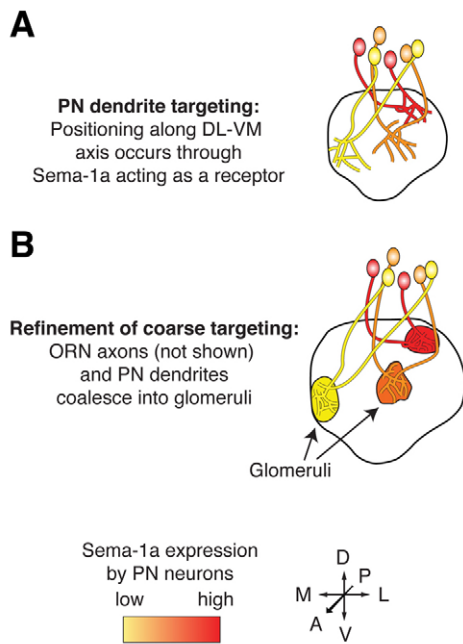 A
PN dendrite targeting:
Positioning along DL-VM
axis occurs through
Sema-1a acting as a receptor
B
Refinement of coarse targeting:
ORN axons (not shown)
and PN dendrites
coalesce into glomeruli
Glomeruli
Sema-1a expression
by PN neurons
low high
D
P
M L
A
V